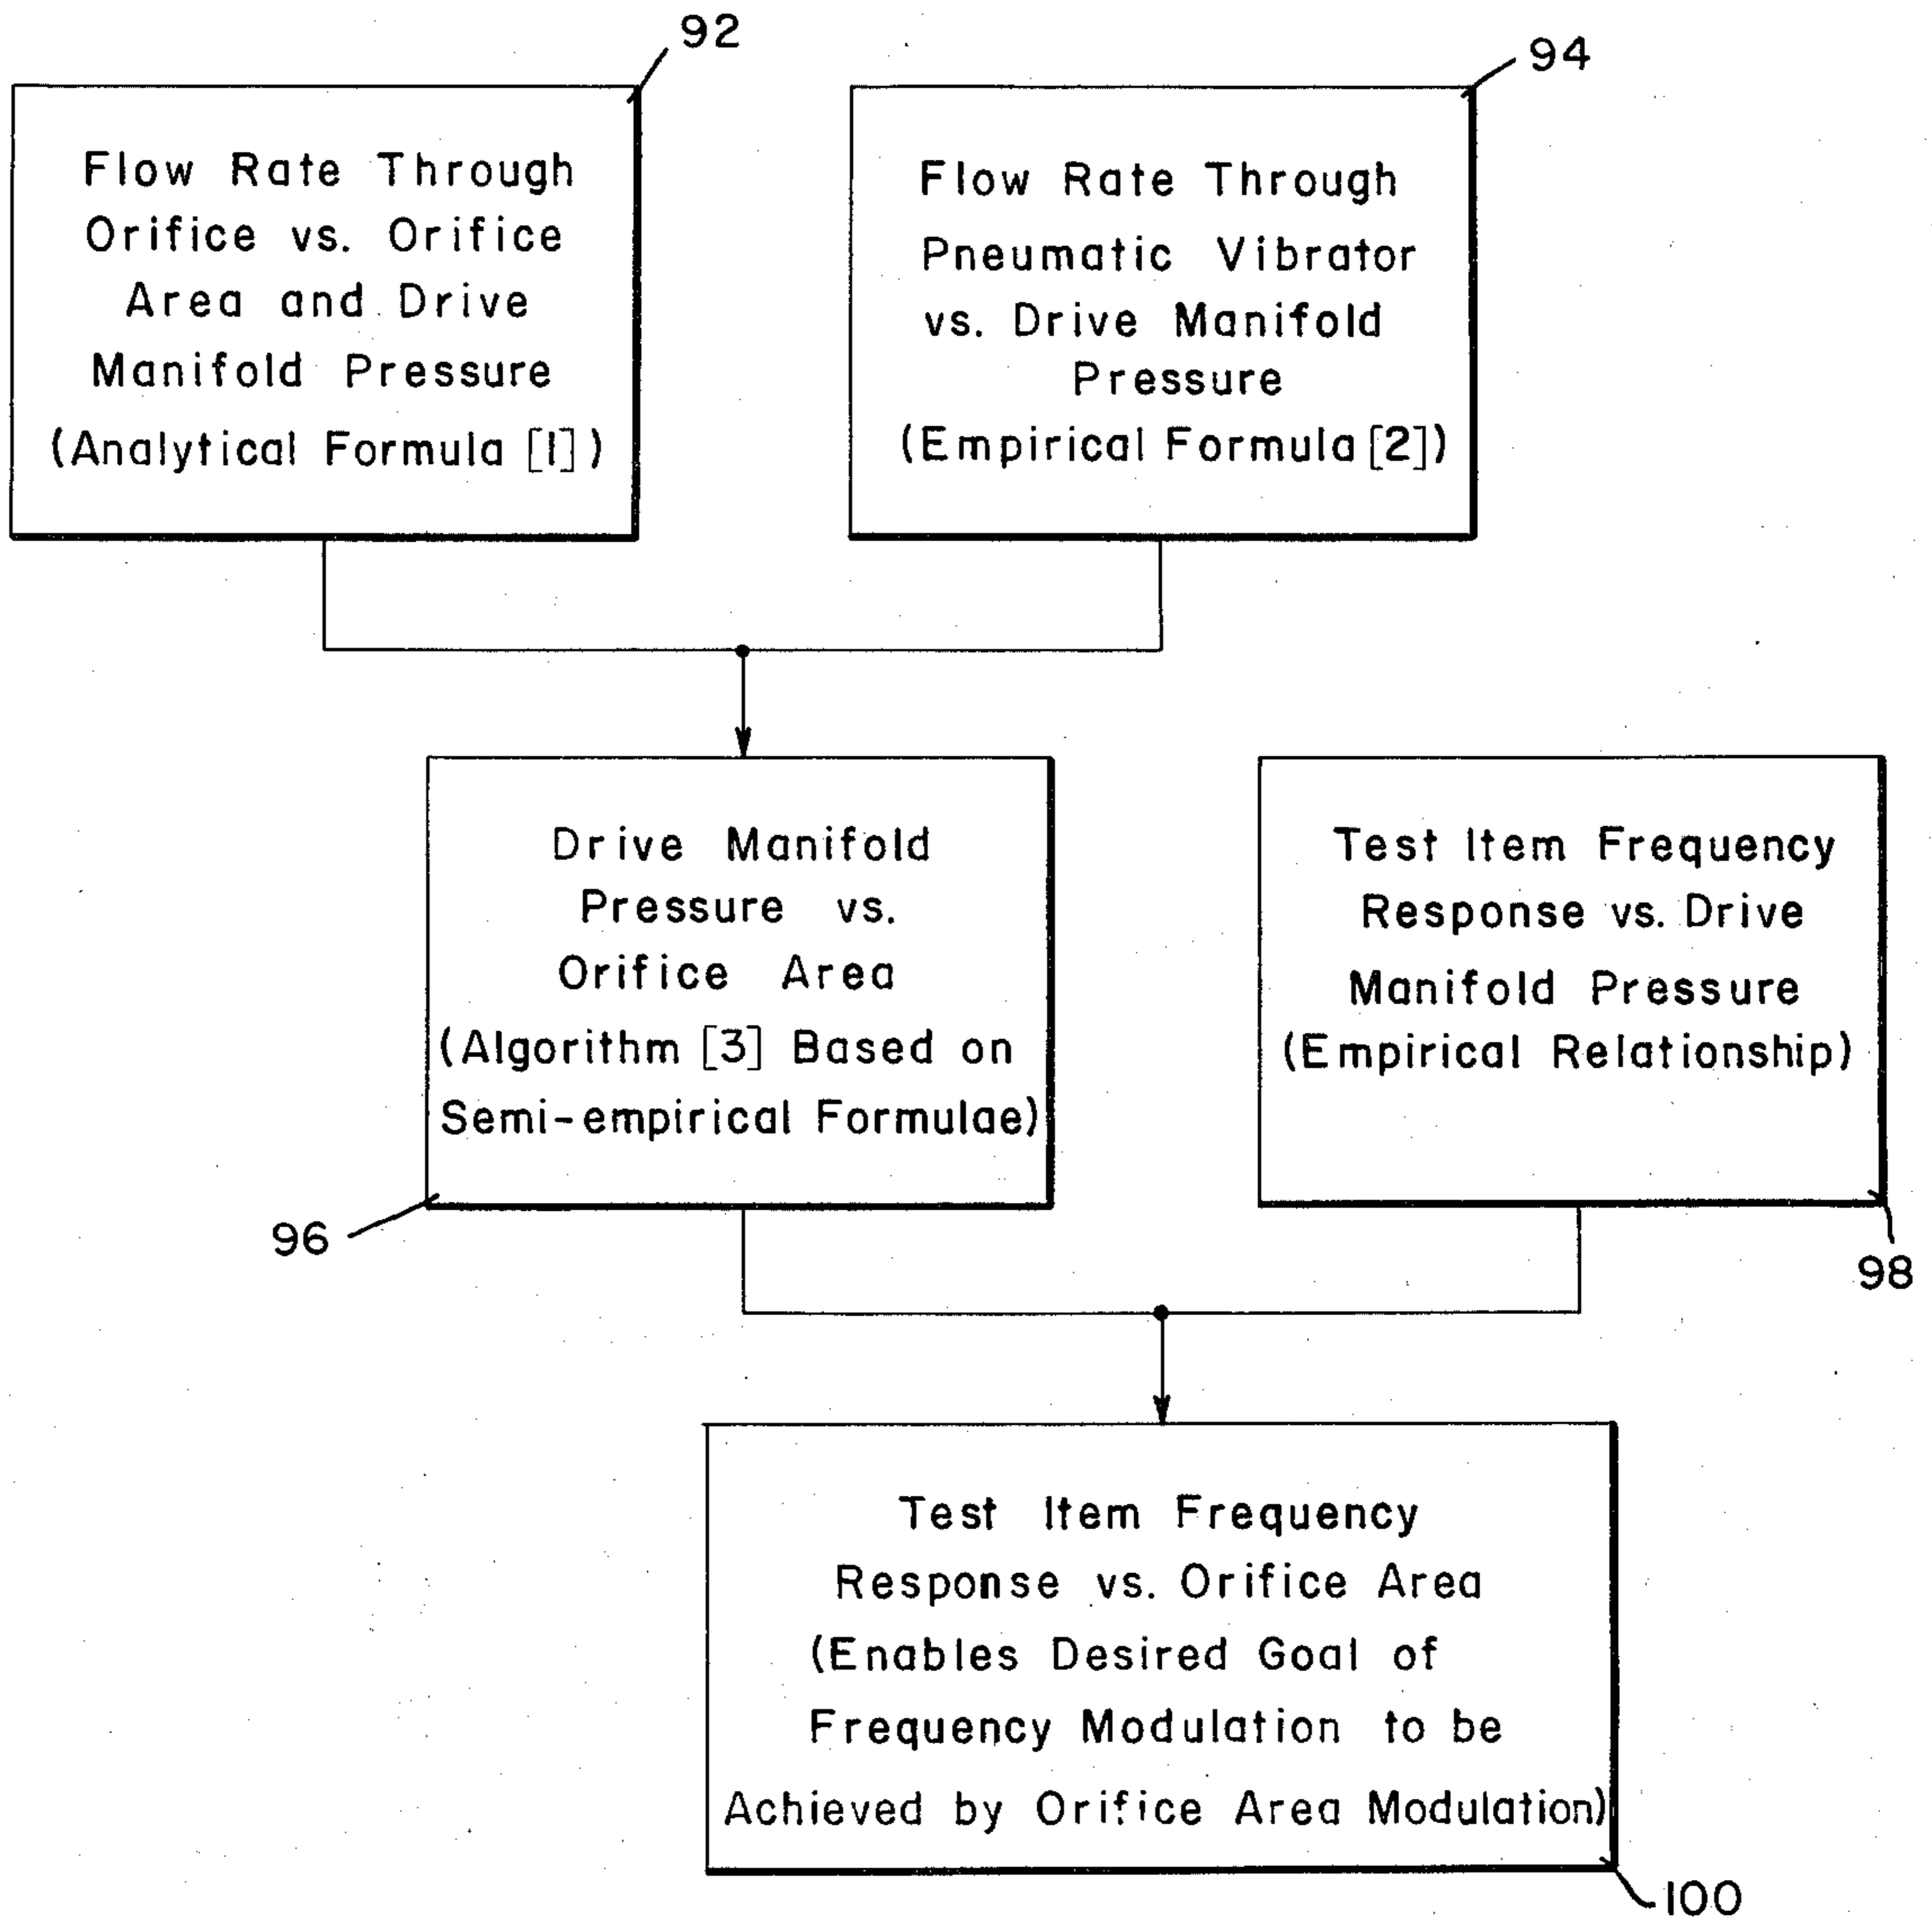 92
Flow Rate Through
Orifice vs. Orifice
Area and Drive
Manifold Pressure
(Analytical Formula [1])
94
Flow Rate Through
Pneumatic Vibrator
vs. Drive Manifold
Pressure
(Empirical Formula [2])
Drive Manifold
Pressure vs.
Orifice Area
(Algorithm [3] Based on
Semi-empirical Formulae)
96
Test Item Frequency
Response vs. Drive
Manifold Pressure
(Empirical Relationship)
98
Test Item Frequency
Response vs. Orifice Area
(Enables Desired Goal of
Frequency Modulation to be
Achieved by Orifice Area Modulation)
100